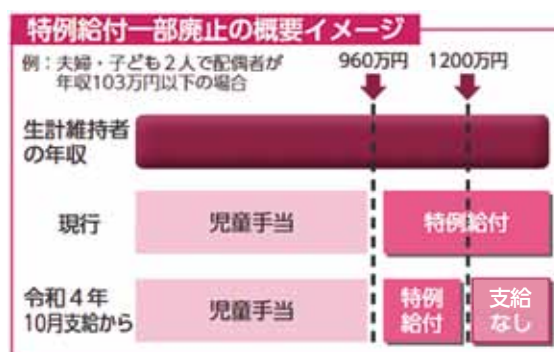 特例給付一部廃止の概要イメージ
例：夫婦・子ども2人で配偶者が
年収103万円以下の場合
960万円
1200万円
生計維持者
の年収
現行
児童手当
特例給付
令和4年
10月支給から
児童手当
特例
給付
支給
なし